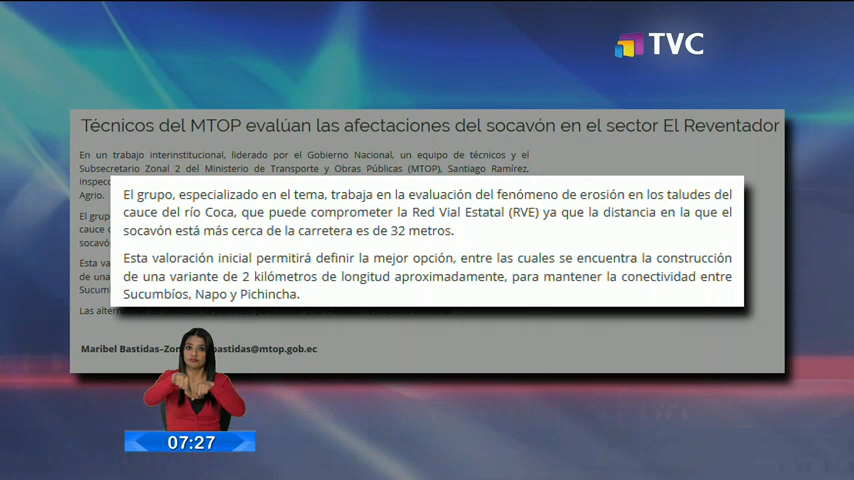 TVC
Técnicos del MTOP evalúan las afectaciones del socavón en el sector El Reventador
En un trabajo interinstitucional, liderado por el Gobierno Nacional, un equipo de técnicos y el
Subsecretario Zonal 2 del Ministerio de Transporte y Obras Públicas (MTOP), Santiago Ramírez,
Agrio.
El grupo, especializado en el tema, trabaja en la evaluación del fenómeno de erosión en los taludes del
cauce del río Coca, que puede comprometer la Red Vial Estatal (RVE) ya que la distancia en la que el
socavón está más cerca de la carretera es de 32 metros.
Esta valoración inicial permitirá definir la mejor opción, entre las cuales se encuentra la construcción
de una variante de 2 kilómetros de longitud aproximadamente, para mantener la conectividad entre
Sucumbíos, Napo y Pichincha.
Maribel Bastidas–Zon bastidas@mtop.gob.ec
07:27